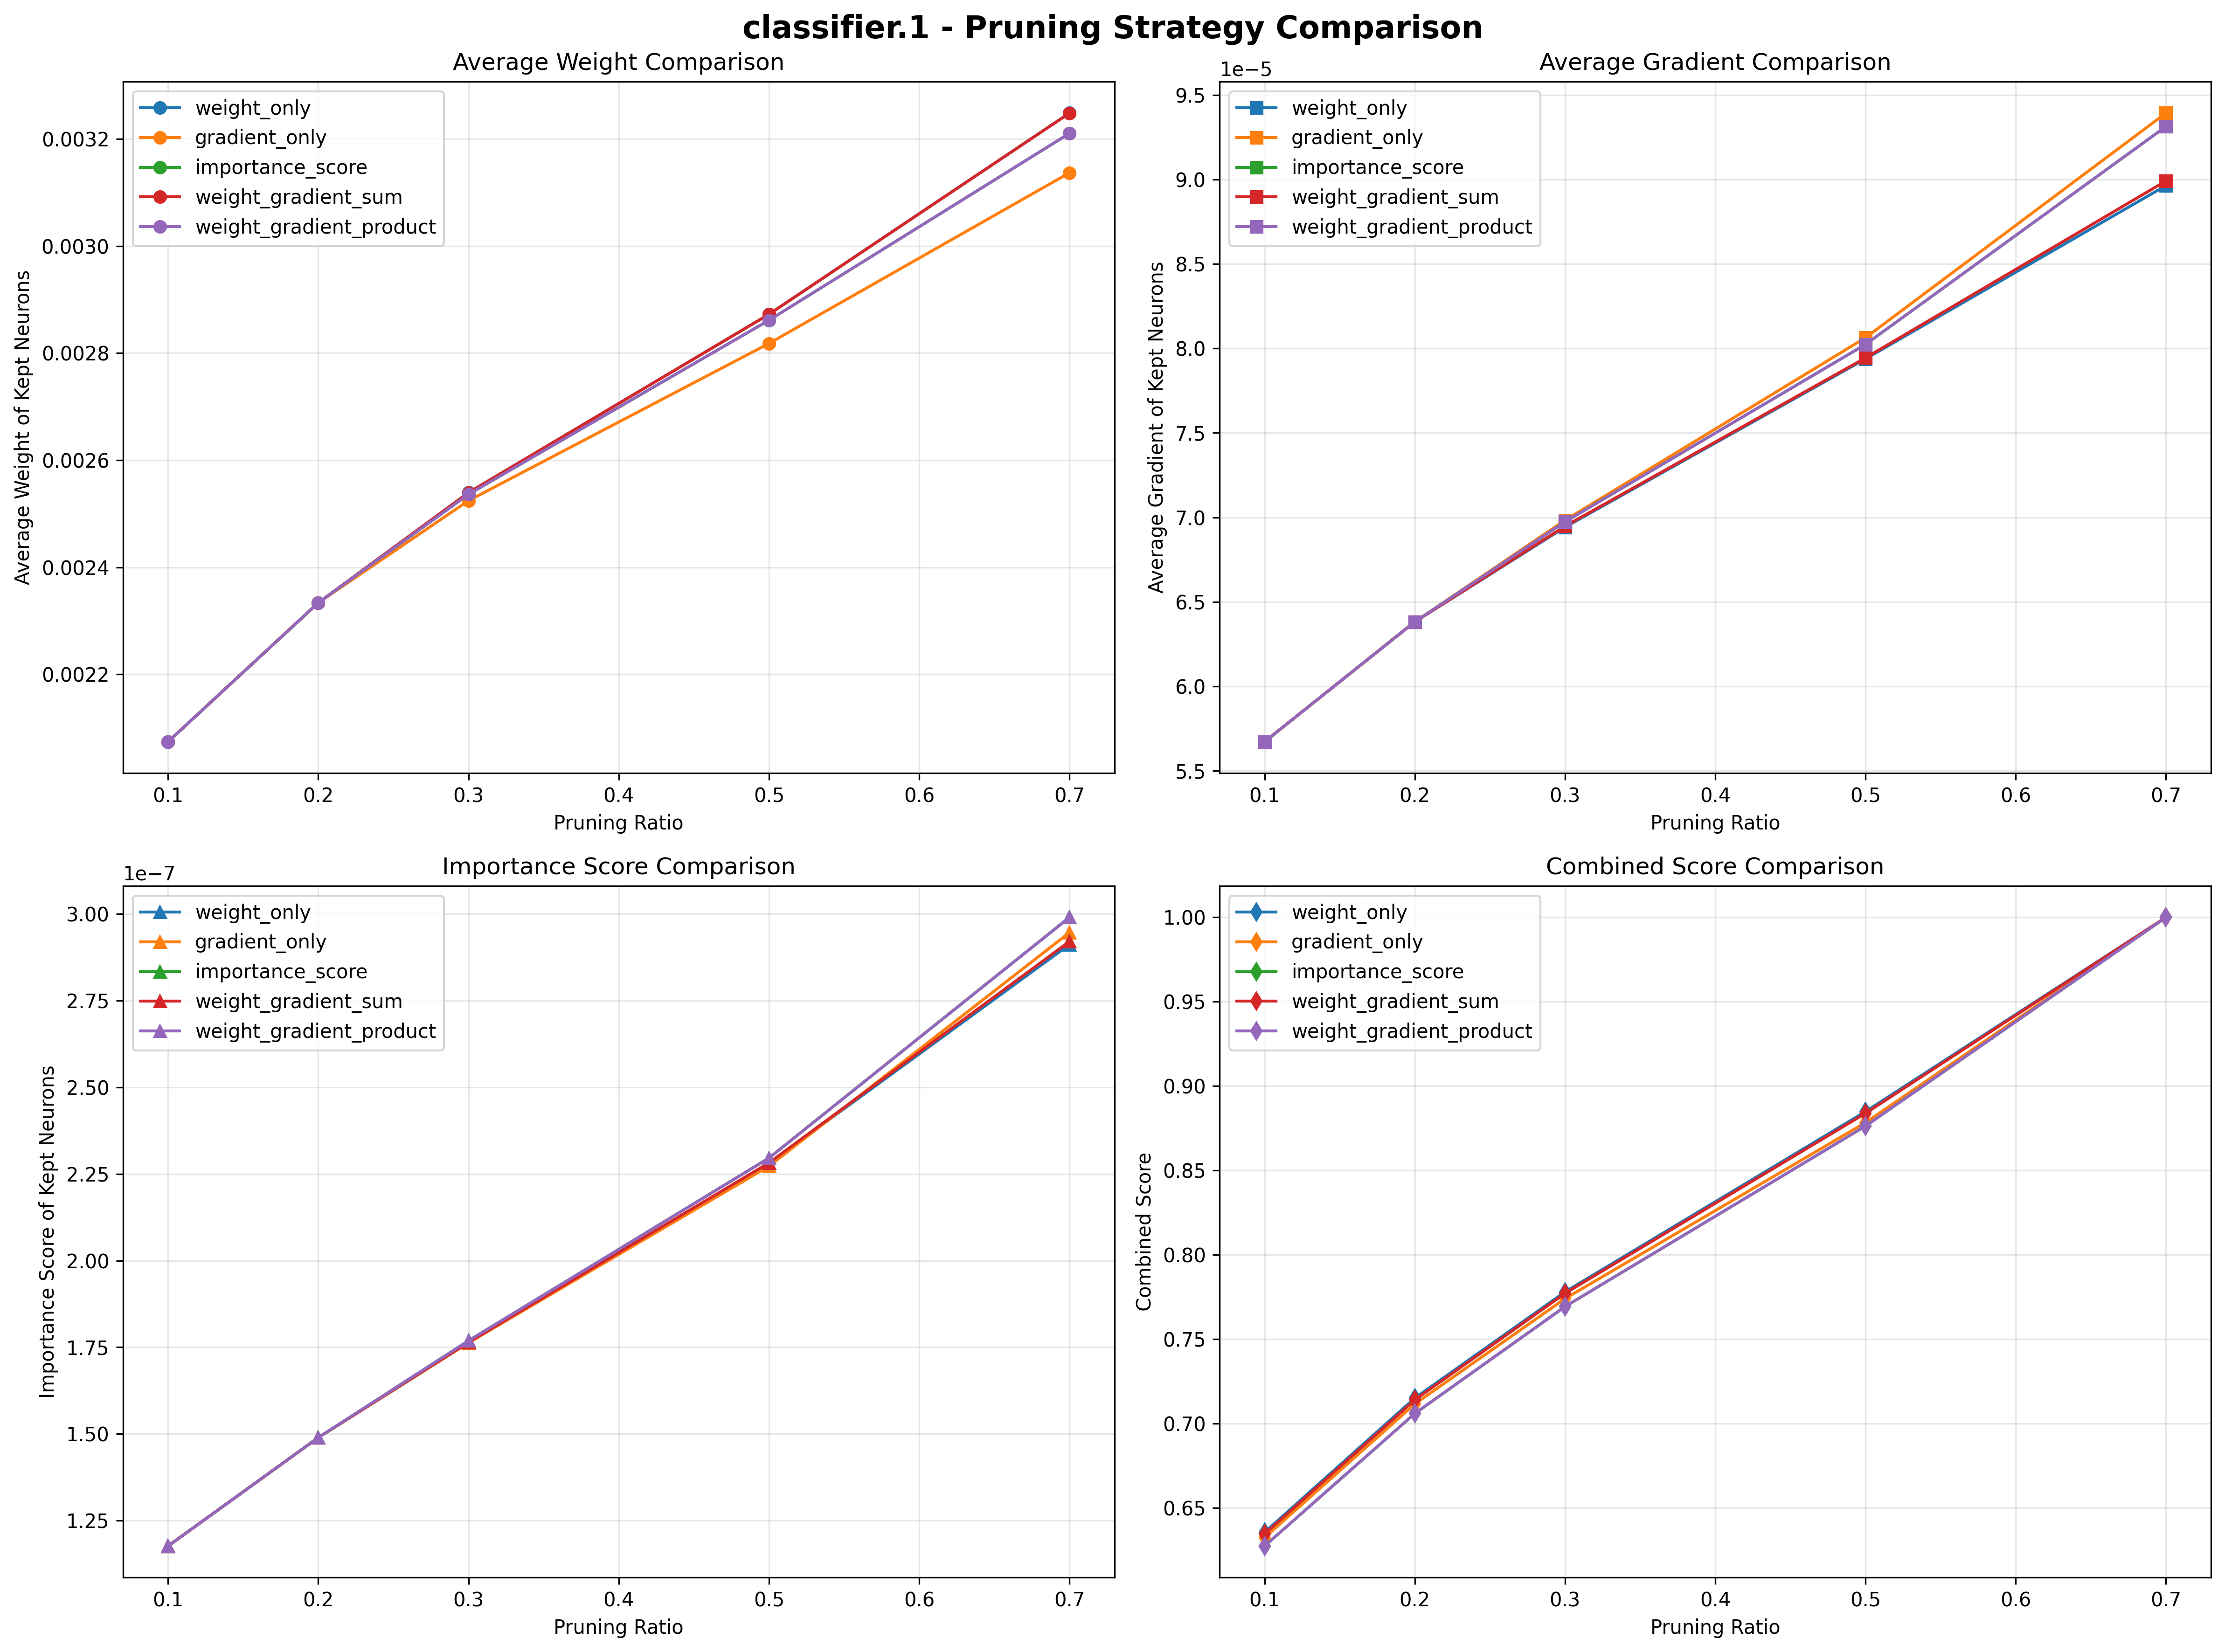 classifier.1 - Pruning Strategy Comparison
Average Weight Comparison
weight_only
gradient_only
importance_score
weight_gradient_sum
weight_gradient_product
Average Weight of Kept Neurons
0.0032
0.0030
0.0028
0.0026
0.0024
0.0022
0.1 0.2 0.3 0.4 0.5 0.6 0.7
Pruning Ratio
Average Gradient Comparison
1e−5
weight_only
gradient_only
importance_score
weight_gradient_sum
weight_gradient_product
Average Gradient of Kept Neurons
9.5
9.0
8.5
8.0
7.5
7.0
6.5
6.0
5.5
0.1 0.2 0.3 0.4 0.5 0.6 0.7
Pruning Ratio
Importance Score Comparison
1e−7
weight_only
gradient_only
importance_score
weight_gradient_sum
weight_gradient_product
Importance Score of Kept Neurons
3.00
2.75
2.50
2.25
2.00
1.75
1.50
1.25
0.1 0.2 0.3 0.4 0.5 0.6 0.7
Pruning Ratio
Combined Score Comparison
weight_only
gradient_only
importance_score
weight_gradient_sum
weight_gradient_product
Combined Score
1.00
0.95
0.90
0.85
0.80
0.75
0.70
0.65
0.1 0.2 0.3 0.4 0.5 0.6 0.7
Pruning Ratio